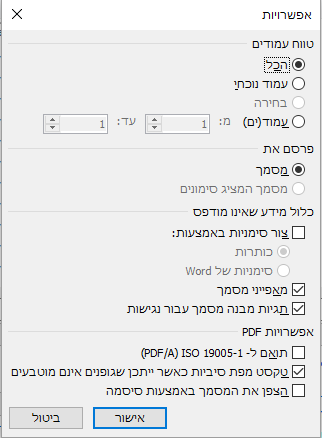 אפשרויות
טווח עמודים
הכל
עמוד נוכחי
בחירה
עמוד(ים) מ: 1 עד: 1
פרסם את
מסמך
מסמך המציג סימונים
כלול מידע שאינו מודפס
צור סימניות באמצעות:
כותרות
סימניות של Word
מאפייני מסמך
תגיות מבנה מסמך עבור נגישות
אפשרויות PDF
תואם ל- ISO 19005-1 (PDF/A)
טקסט מפת סיביות כאשר ייתכן שגופנים אינם מוטבעים
הצפן את המסמך באמצעות סיסמה
אישור ביטול